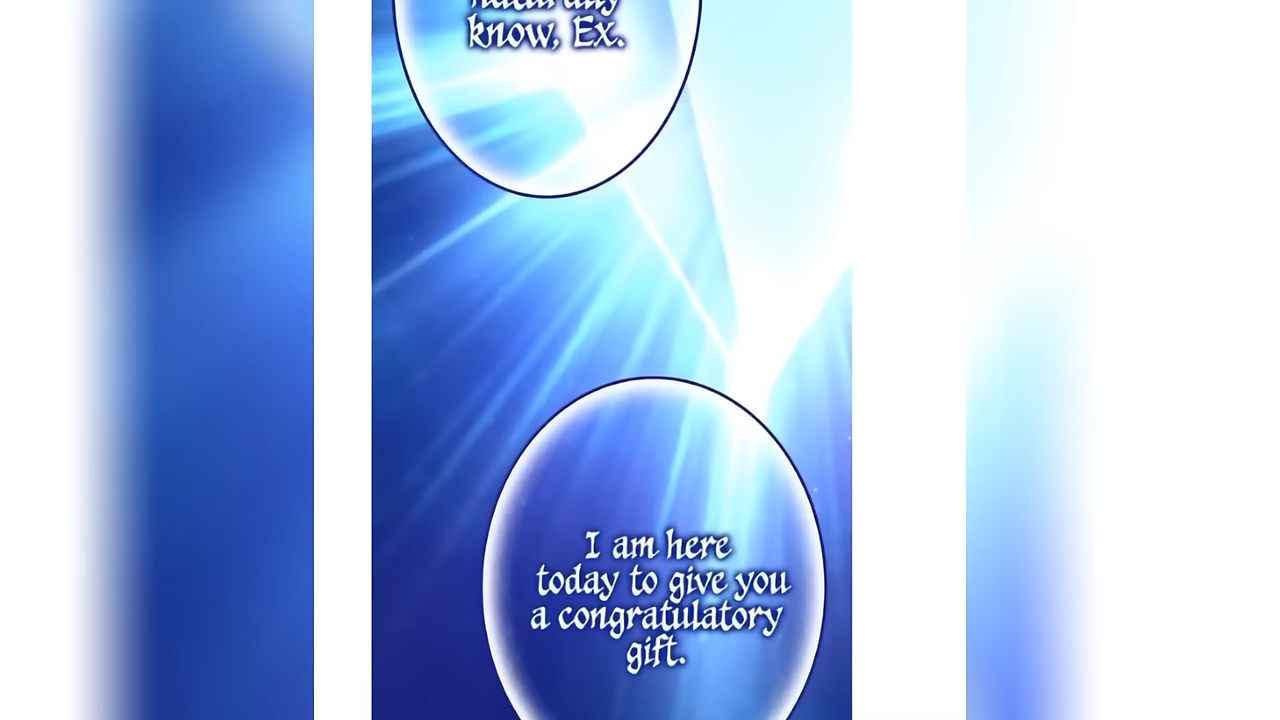 know, Ex.
I am here
today to give you
a congratulatory
gift.